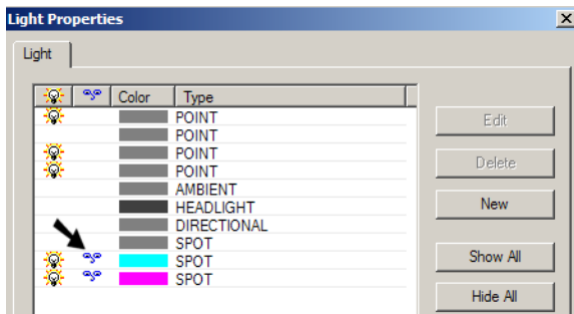 Light Properties
Light
Color Type
POINT
POINT
POINT
POINT
AMBIENT
HEADLIGHT
DIRECTIONAL
SPOT
SPOT
SPOT
Edit
Delete
New
Show All
Hide All